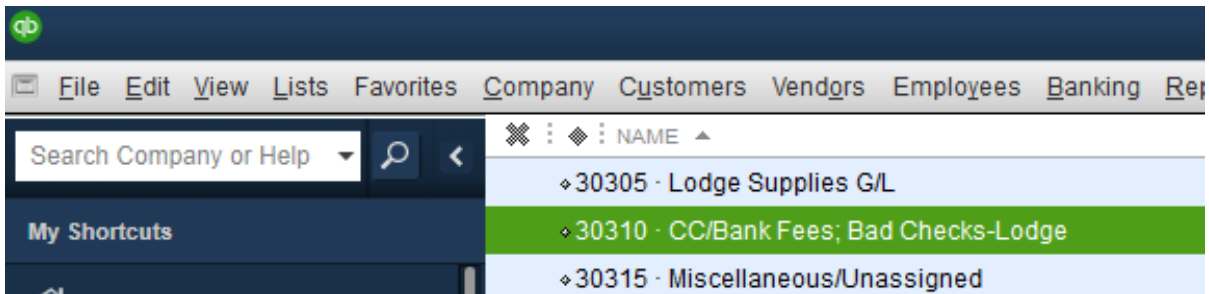 qb
File Edit View Lists Favorites Company Customers Vendors Employees Banking
Search Company or Help
NAME
30305 · Lodge Supplies G/L
My Shortcuts
30310 · CC/Bank Fees; Bad Checks-Lodge
30315 · Miscellaneous/Unassigned